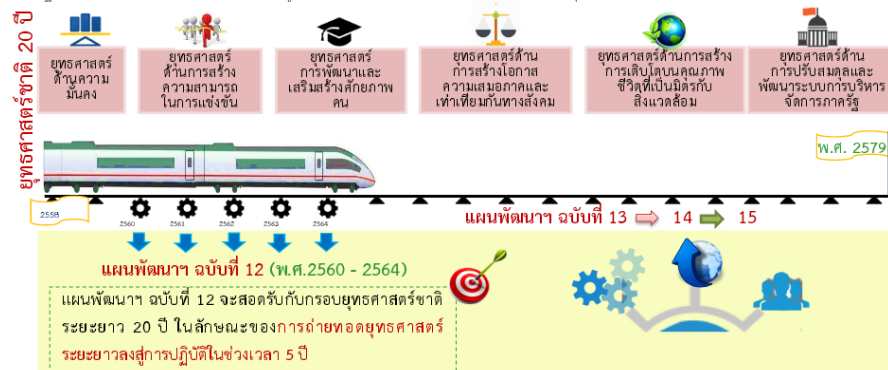 ยุทธศาสตร์ชาติ 20 ปี
ยุทธศาสตร์
ด้านความ
มั่นคง
ยุทธศาสตร์
ด้านการสร้าง
ความสามารถ
ในการแข่งขัน
ยุทธศาสตร์
การพัฒนาและ
เสริมสร้างศักยภาพ
คน
ยุทธศาสตร์ด้าน
การสร้างโอกาส
ความเสมอภาคและ
เท่าเทียมกันทางสังคม
ยุทธศาสตร์ด้านการสร้าง
การเติบโตบนคุณภาพ
ชีวิตที่เป็นมิตรกับ
สิ่งแวดล้อม
ยุทธศาสตร์ด้าน
การปรับสมดุลและ
พัฒนาระบบการบริหาร
จัดการภาครัฐ
พ.ศ. 2579
2558
2560 2561 2562 2563 2564
แผนพัฒนาฯ ฉบับที่ 13 14 15
แผนพัฒนาฯ ฉบับที่ 12 (พ.ศ.2560 - 2564)
แผนพัฒนาฯ ฉบับที่ 12 จะสอดรับกับกรอบยุทธศาสตร์ชาติ
ระยะยาว 20 ปี ในลักษณะของการถ่ายทอดยุทธศาสตร์
ระยะยาวลงสู่การปฏิบัติในช่วงเวลา 5 ปี